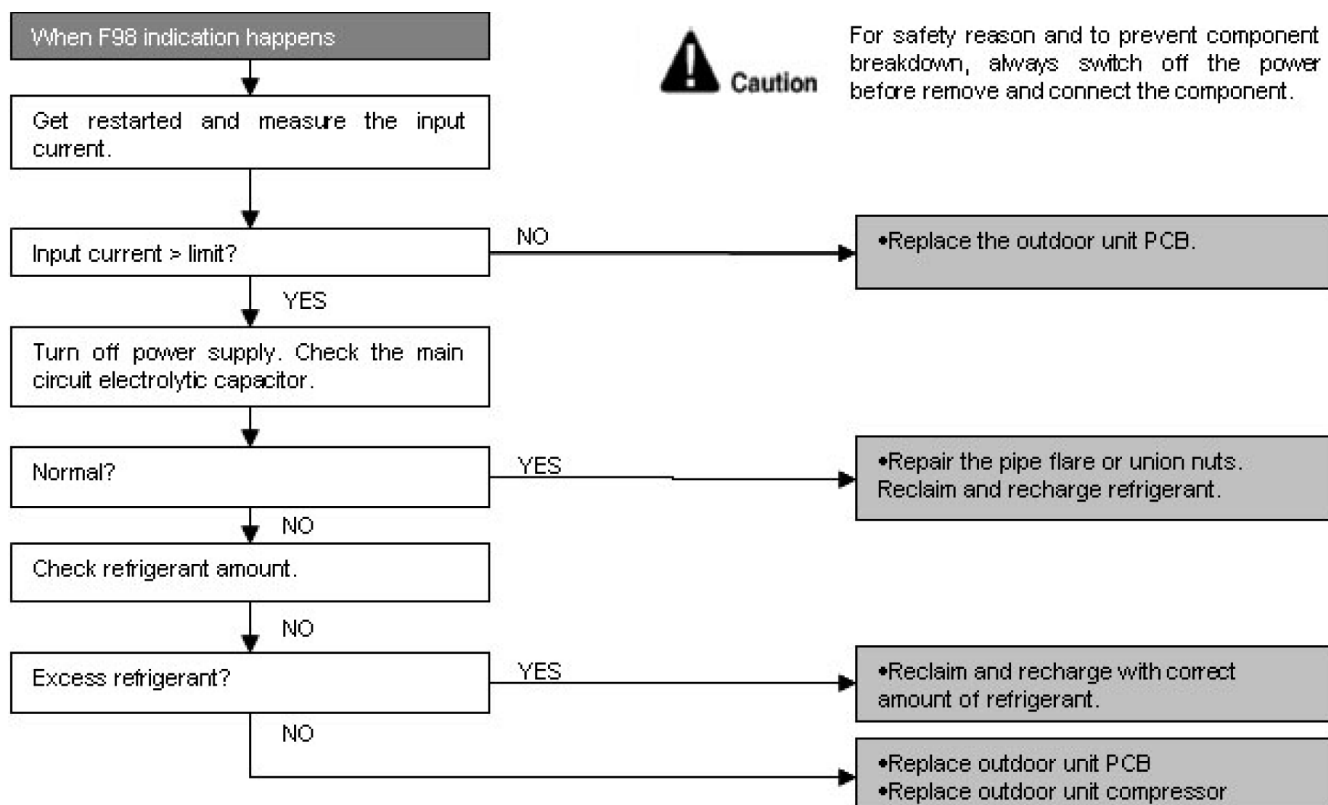 When F98 indication happens
Caution
For safety reason and to prevent component
breakdown, always switch off the power
before remove and connect the component.
Get restarted and measure the input
current.
Input current > limit?
NO
•Replace the outdoor unit PCB.
YES
Turn off power supply. Check the main
circuit electrolytic capacitor.
Normal?
YES
•Repair the pipe flare or union nuts.
Reclaim and recharge refrigerant.
NO
Check refrigerant amount.
NO
Excess refrigerant?
YES
•Reclaim and recharge with correct
amount of refrigerant.
NO
•Replace outdoor unit PCB
•Replace outdoor unit compressor